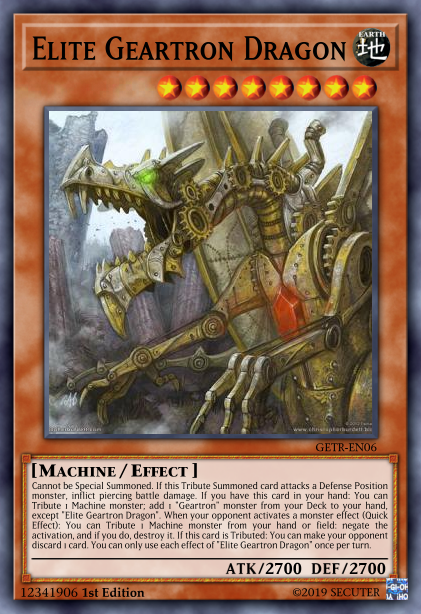 ELITE GEARTRON DRAGON
EARTH
地
www.christopherburdett.biz
GETR-EN06
[MACHINE / EFFECT ]
Cannot be Special Summoned. If this Tribute Summoned card attacks a Defense Position
monster, inflict piercing battle damage. If you have this card in your hand: You can
Tribute 1 Machine monster; add 1 "Geartron" monster from your Deck to your hand,
except "Elite Geartron Dragon". When your opponent activates a monster effect (Quick
Effect): You can Tribute 1 Machine monster from your hand or field: negate the
activation, and if you do, destroy it. If this card is Tributed: You can make your opponent
discard 1 card. You can only use each effect of "Elite Geartron Dragon" once per turn.
ATK/2700 DEF/2700
12341906 1st Edition
©2019 SECUTER